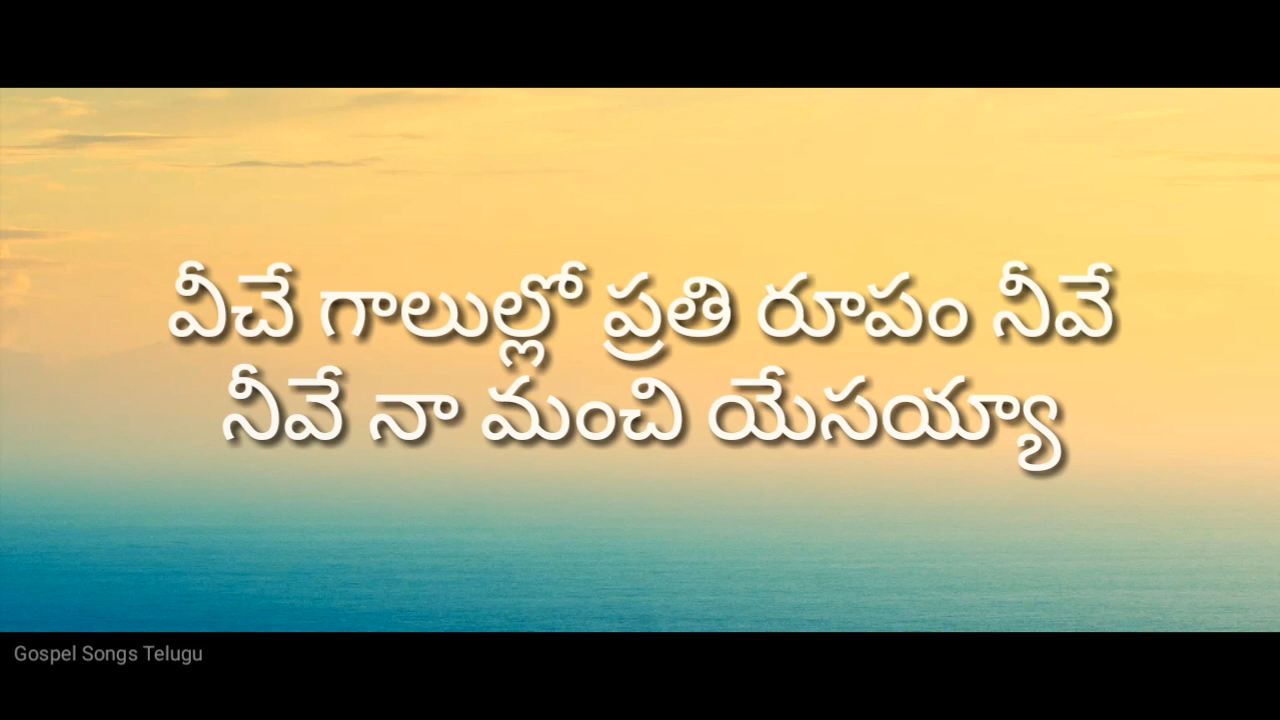 వీచే గాలుల్లో ప్రతి రూపం నీవే
నీవే నా మంచి యేసయ్యా
Gospel Songs Telugu